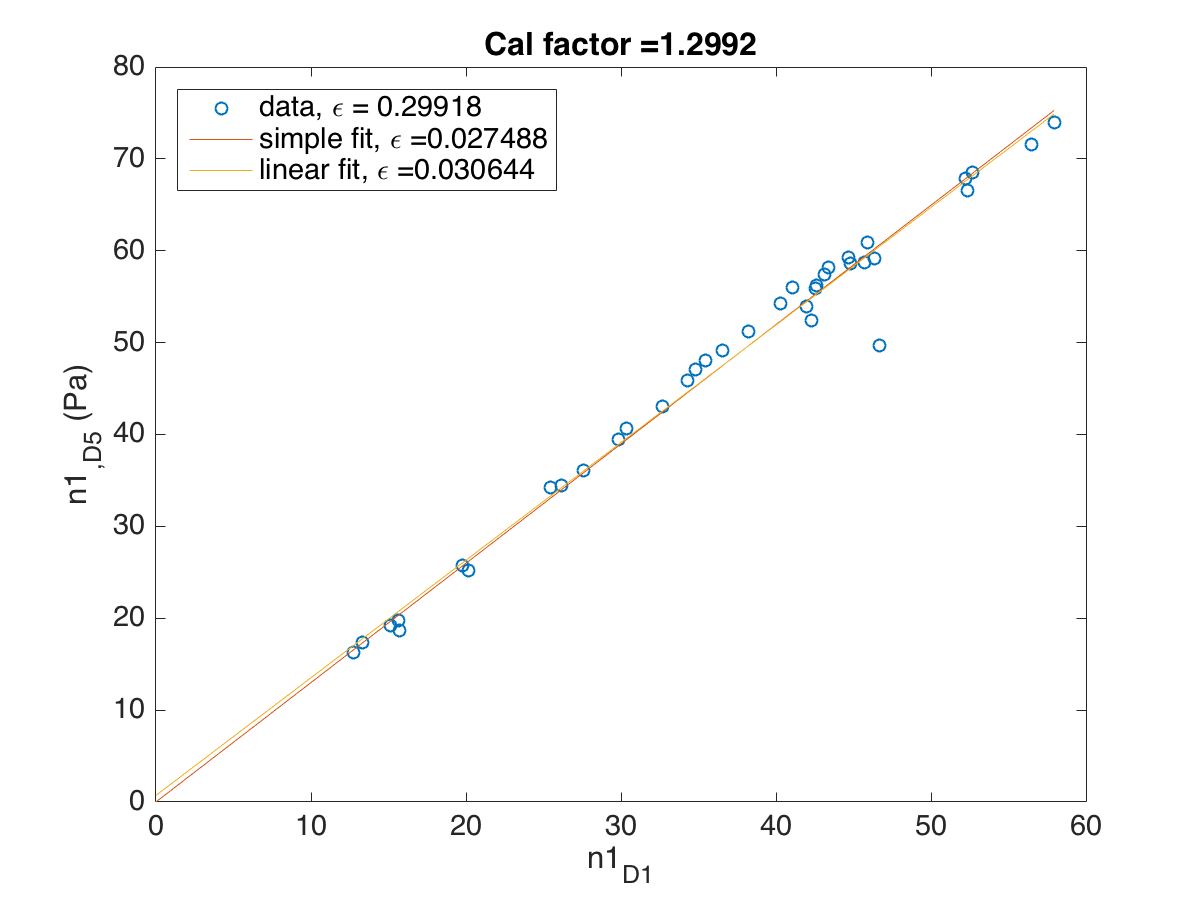 Cal factor =1.2992
data, ϵ = 0.29918
simple fit, ϵ =0.027488
linear fit, ϵ =0.030644
80
70
60
50
40
30
20
10
0
n1,D5 (Pa)
0 10 20 30 40 50 60
n1D1